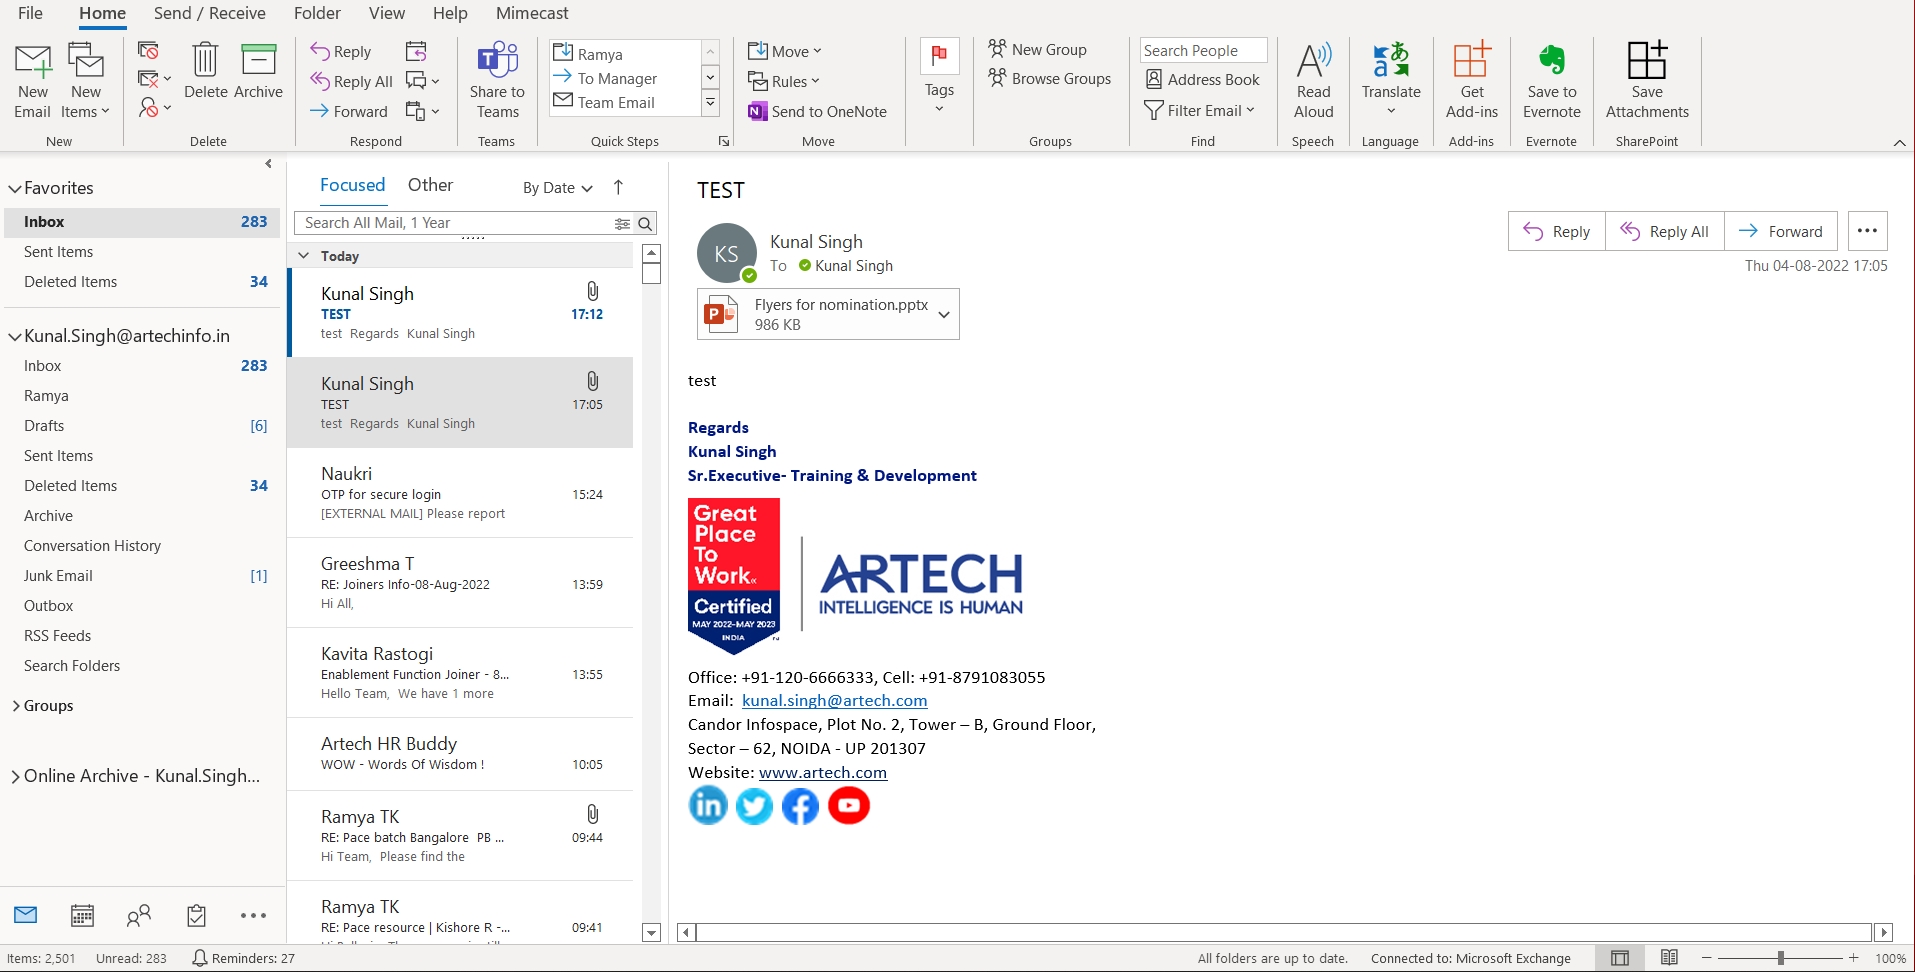 File Home Send / Receive Folder View Help Mimecast
New Email
New Items
New
Delete
Archive
Delete
Reply
Reply All
Forward
Respond
Share to Teams
Teams
Ramya
To Manager
Team Email
Quick Steps
Move
Rules
Send to OneNote
Move
Tags
New Group
Browse Groups
Groups
Search People
Address Book
Filter Email
Find
Read Aloud
Speech
Translate
Language
Get Add-ins
Add-ins
Save to Evernote
Evernote
Save Attachments
SharePoint
Favorites
Inbox 283
Sent Items
Deleted Items 34
Kunal.Singh@artechinfo.in
Inbox 283
Ramya
Drafts [6]
Sent Items
Deleted Items 34
Archive
Conversation History
Junk Email [1]
Outbox
RSS Feeds
Search Folders
Groups
Online Archive - Kunal.Singh...
Focused Other By Date
Search All Mail, 1 Year
Today
Kunal Singh
TEST 17:12
test Regards Kunal Singh
Kunal Singh
TEST 17:05
test Regards Kunal Singh
Naukri
OTP for secure login 15:24
[EXTERNAL MAIL] Please report
Greeshma T
RE: Joiners Info-08-Aug-2022 13:59
Hi All,
Kavita Rastogi
Enablement Function Joiner - 8... 13:55
Hello Team, We have 1 more
Artech HR Buddy
WOW - Words Of Wisdom ! 10:05
Ramya TK
RE: Pace batch Bangalore PB ... 09:44
Hi Team, Please find the
Ramya TK
RE: Pace resource | Kishore R -... 09:41
TEST
KS
Kunal Singh
To Kunal Singh
Reply Reply All Forward
Thu 04-08-2022 17:05
Flyers for nomination.pptx
986 KB
test
Regards
Kunal Singh
Sr.Executive- Training & Development
Great
Place
To
Work
Certified
MAY 2022-MAY 2023
INDIA
ARTECH
INTELLIGENCE IS HUMAN
Office: +91-120-6666333, Cell: +91-8791083055
Email: kunal.singh@artech.com
Candor Infospace, Plot No. 2, Tower – B, Ground Floor,
Sector – 62, NOIDA - UP 201307
Website: www.artech.com
Items: 2,501 Unread: 283 Reminders: 27 All folders are up to date. Connected to: Microsoft Exchange 100%